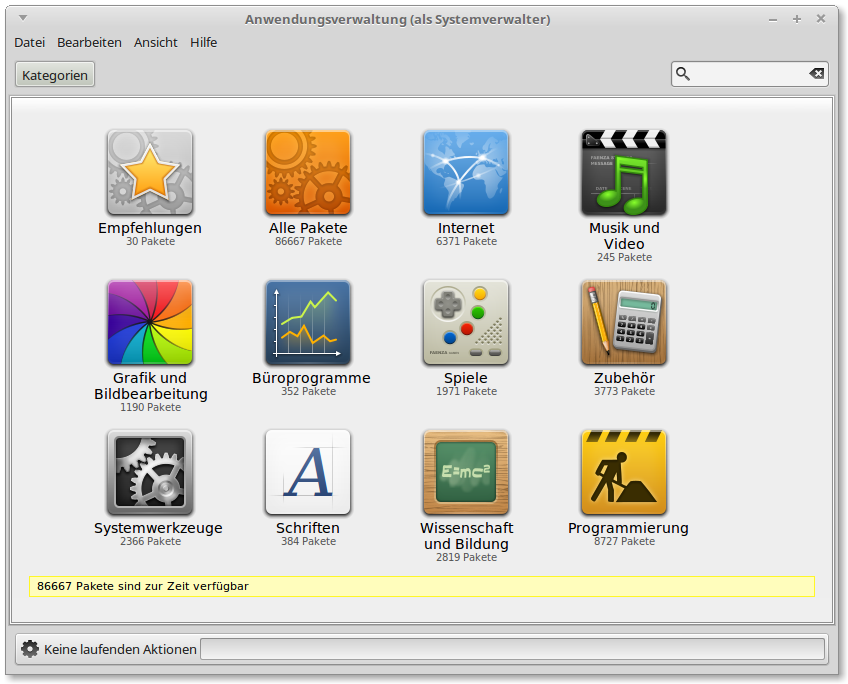 Anwendungsverwaltung (als Systemverwalter)
Datei Bearbeiten Ansicht Hilfe
Kategorien
Empfehlungen
30 Pakete
Alle Pakete
86667 Pakete
Internet
6371 Pakete
Musik und
Video
245 Pakete
Grafik und
Bildbearbeitung
1190 Pakete
Büroprogramme
352 Pakete
FAENZA
Spiele
1971 Pakete
0
Zubehör
3773 Pakete
Systemwerkzeuge
2366 Pakete
A
Schriften
384 Pakete
E=mc²
Wissenschaft
und Bildung
2819 Pakete
Programmierung
8727 Pakete
86667 Pakete sind zur Zeit verfügbar
Keine laufenden Aktionen